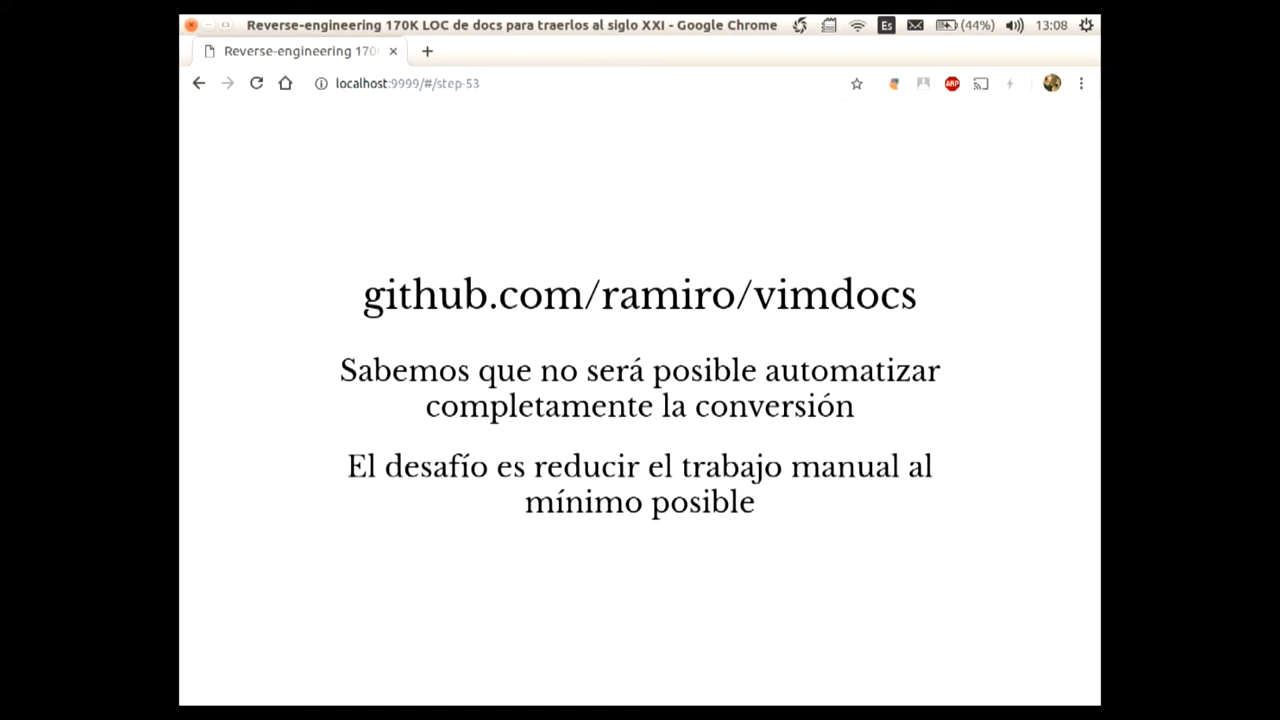 Reverse-engineering 170K LOC de docs para traerlos al siglo XXI - Google Chrome
Es
(44%)
13:08
Reverse-engineering 170
localhost:9999/#/step-53
ABP
github.com/ramiro/vimdocs
Sabemos que no será posible automatizar
completamente la conversión
El desafío es reducir el trabajo manual al
mínimo posible